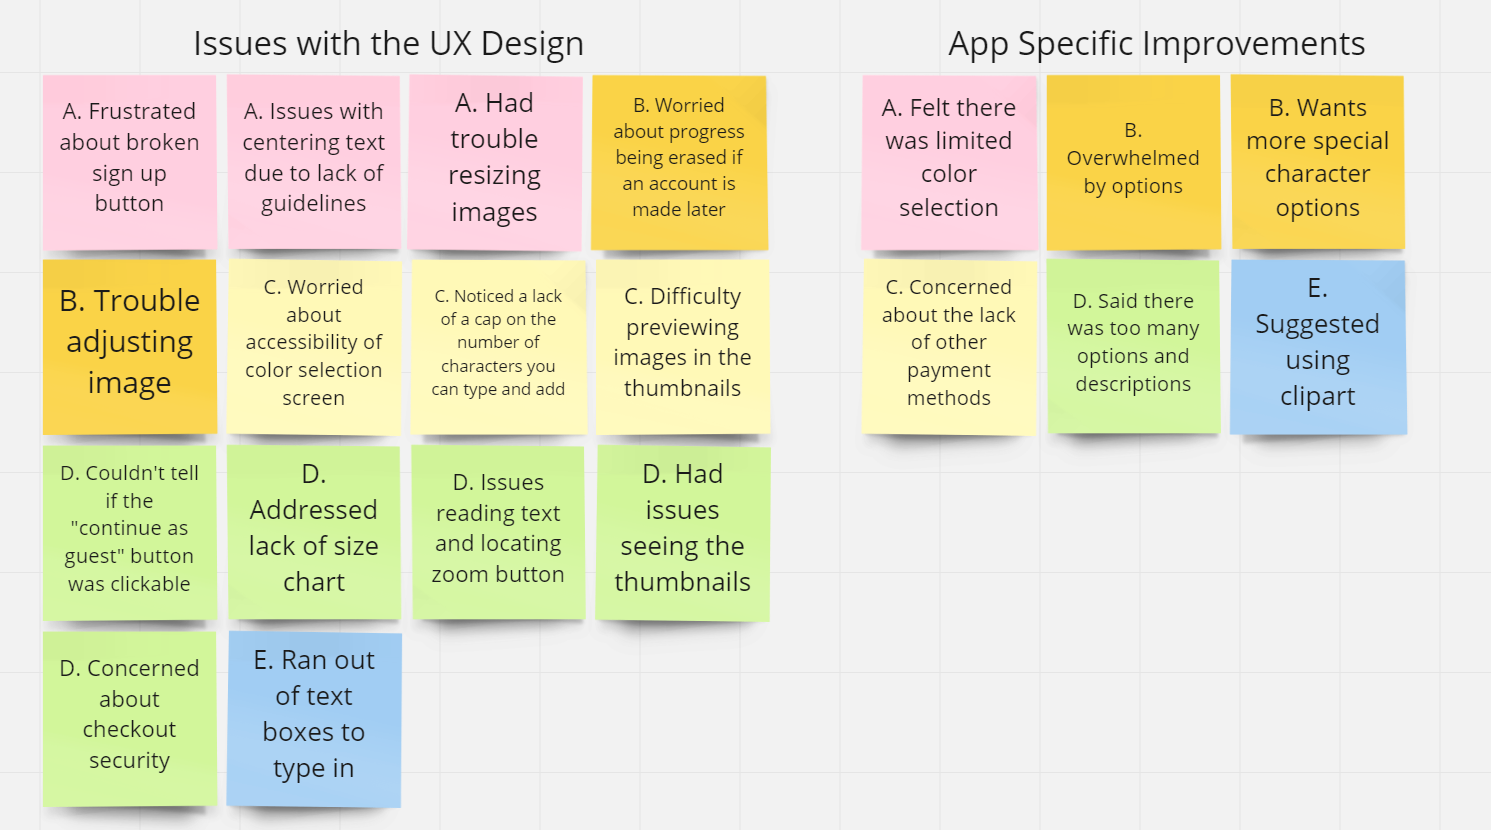 Issues with the UX Design
A. Frustrated
about broken
sign up
button
A. Issues with
centering text
due to lack of
guidelines
A. Had
trouble
resizing
images
B. Worried
about progress
being erased if
an account is
made later
B. Trouble
adjusting
image
C. Worried
about
accessibility of
color selection
screen
C. Noticed a lack
of a cap on the
number of
characters you
can type and add
C. Difficulty
previewing
images in the
thumbnails
D. Couldn't tell
if the
"continue as
guest" button
was clickable
D.
Addressed
lack of size
chart
D. Issues
reading text
and locating
zoom button
D. Had
issues
seeing the
thumbnails
D. Concerned
about
checkout
security
E. Ran out
of text
boxes to
type in
App Specific Improvements
A. Felt there
was limited
color
selection
B.
Overwhelmed
by options
B. Wants
more special
character
options
C. Concerned
about the lack
of other
payment
methods
D. Said there
was too many
options and
descriptions
E.
Suggested
using
clipart